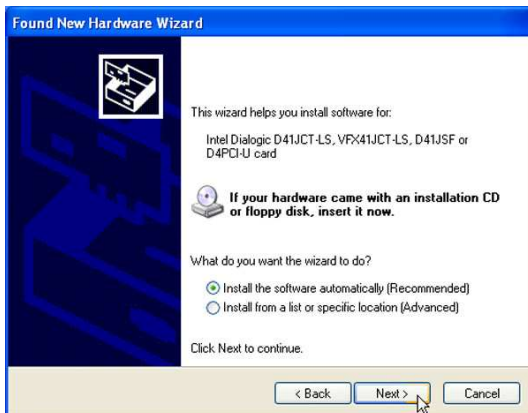 Found New Hardware Wizard
This wizard helps you install software for:
Intel Dialogic D41JCT-LS, VFX41JCT-LS, D41JSF or
D4PCI-U card
If your hardware came with an installation CD
or floppy disk, insert it now.
What do you want the wizard to do?
Install the software automatically (Recommended)
Install from a list or specific location (Advanced)
Click Next to continue.
< Back Next > Cancel